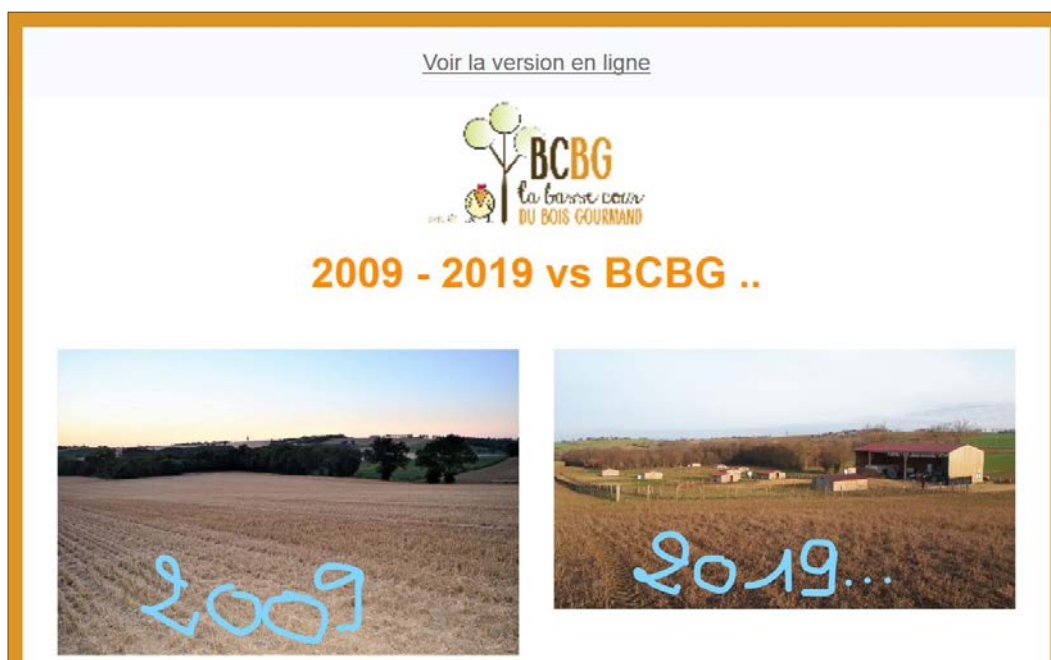 Voir la version en ligne
BCBG
la basse cour
DU BOIS GOURMAND
2009 - 2019 vs BCBG ..
2009
2019...